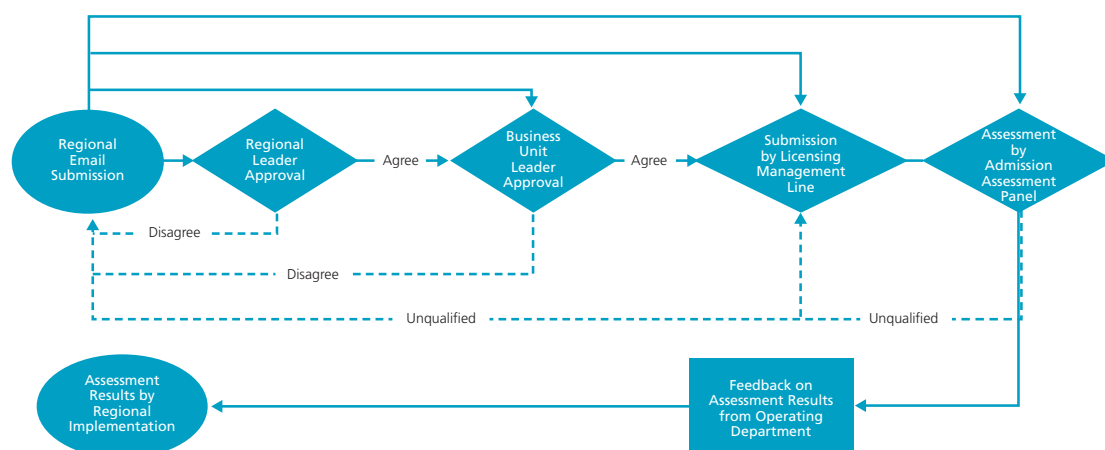 Regional
Email
Submission
Regional
Leader
Approval
Agree
Business
Unit
Leader
Approval
Agree
Submission
by Licensing
Management
Line
Assessment
by
Admission
Assessment
Panel
Disagree
Disagree
Unqualified
Unqualified
Assessment
Results by
Regional
Implementation
Feedback on
Assessment Results
from Operating
Department